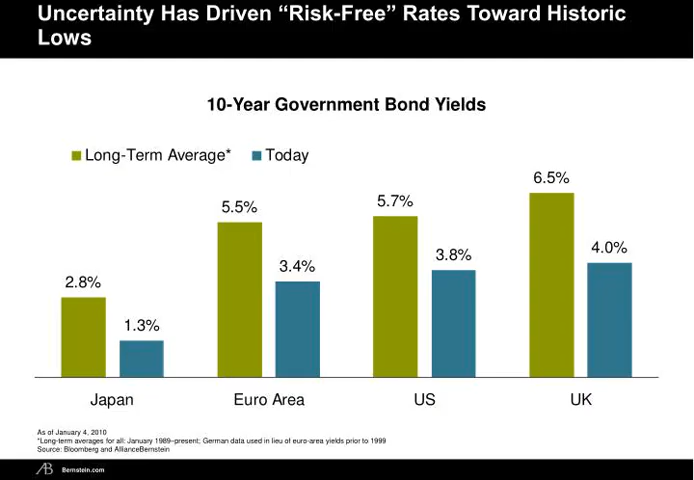 Uncertainty Has Driven “Risk-Free” Rates Toward Historic
Lows
10-Year Government Bond Yields
Long-Term Average* Today
2.8%
1.3%
5.5%
3.4%
5.7%
3.8%
6.5%
4.0%
Japan Euro Area US UK
As of January 4, 2010
*Long-term averages for all: January 1989–present; German data used in lieu of euro-area yields prior to 1999
Source: Bloomberg and AllianceBernstein
AB Bernstein.com